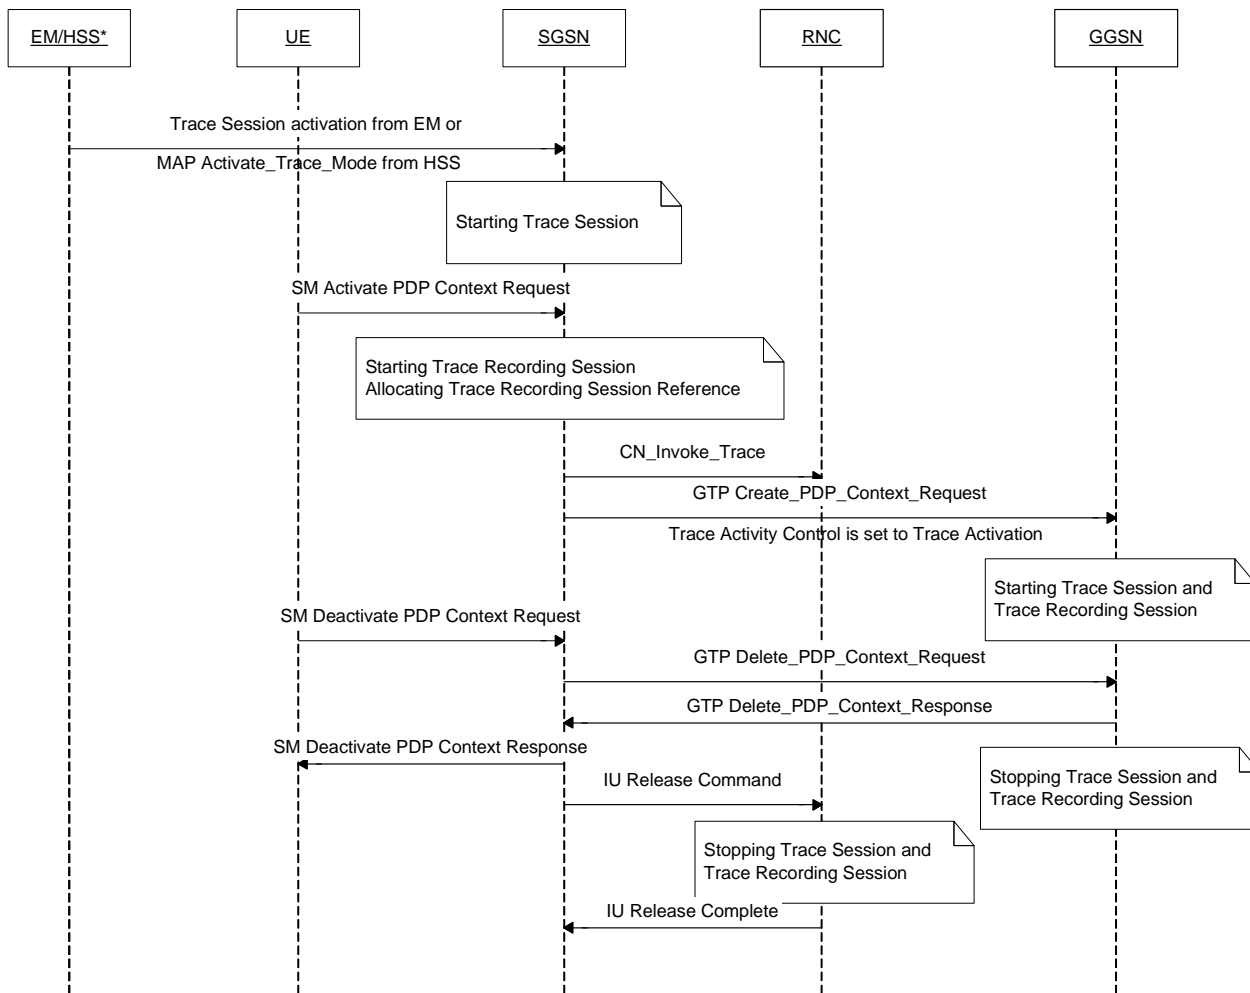 EM/HSS*
UE
SGSN
RNC
GGSN
Trace Session activation from EM or
MAP Activate_Trace_Mode from HSS
Starting Trace Session
SM Activate PDP Context Request
Starting Trace Recording Session
Allocating Trace Recording Session Reference
CN_Invoke_Trace
GTP Create_PDP_Context_Request
Trace Activity Control is set to Trace Activation
Starting Trace Session and
Trace Recording Session
SM Deactivate PDP Context Request
GTP Delete_PDP_Context_Request
GTP Delete_PDP_Context_Response
SM Deactivate PDP Context Response
Stopping Trace Session and
Trace Recording Session
IU Release Command
Stopping Trace Session and
Trace Recording Session
IU Release Complete